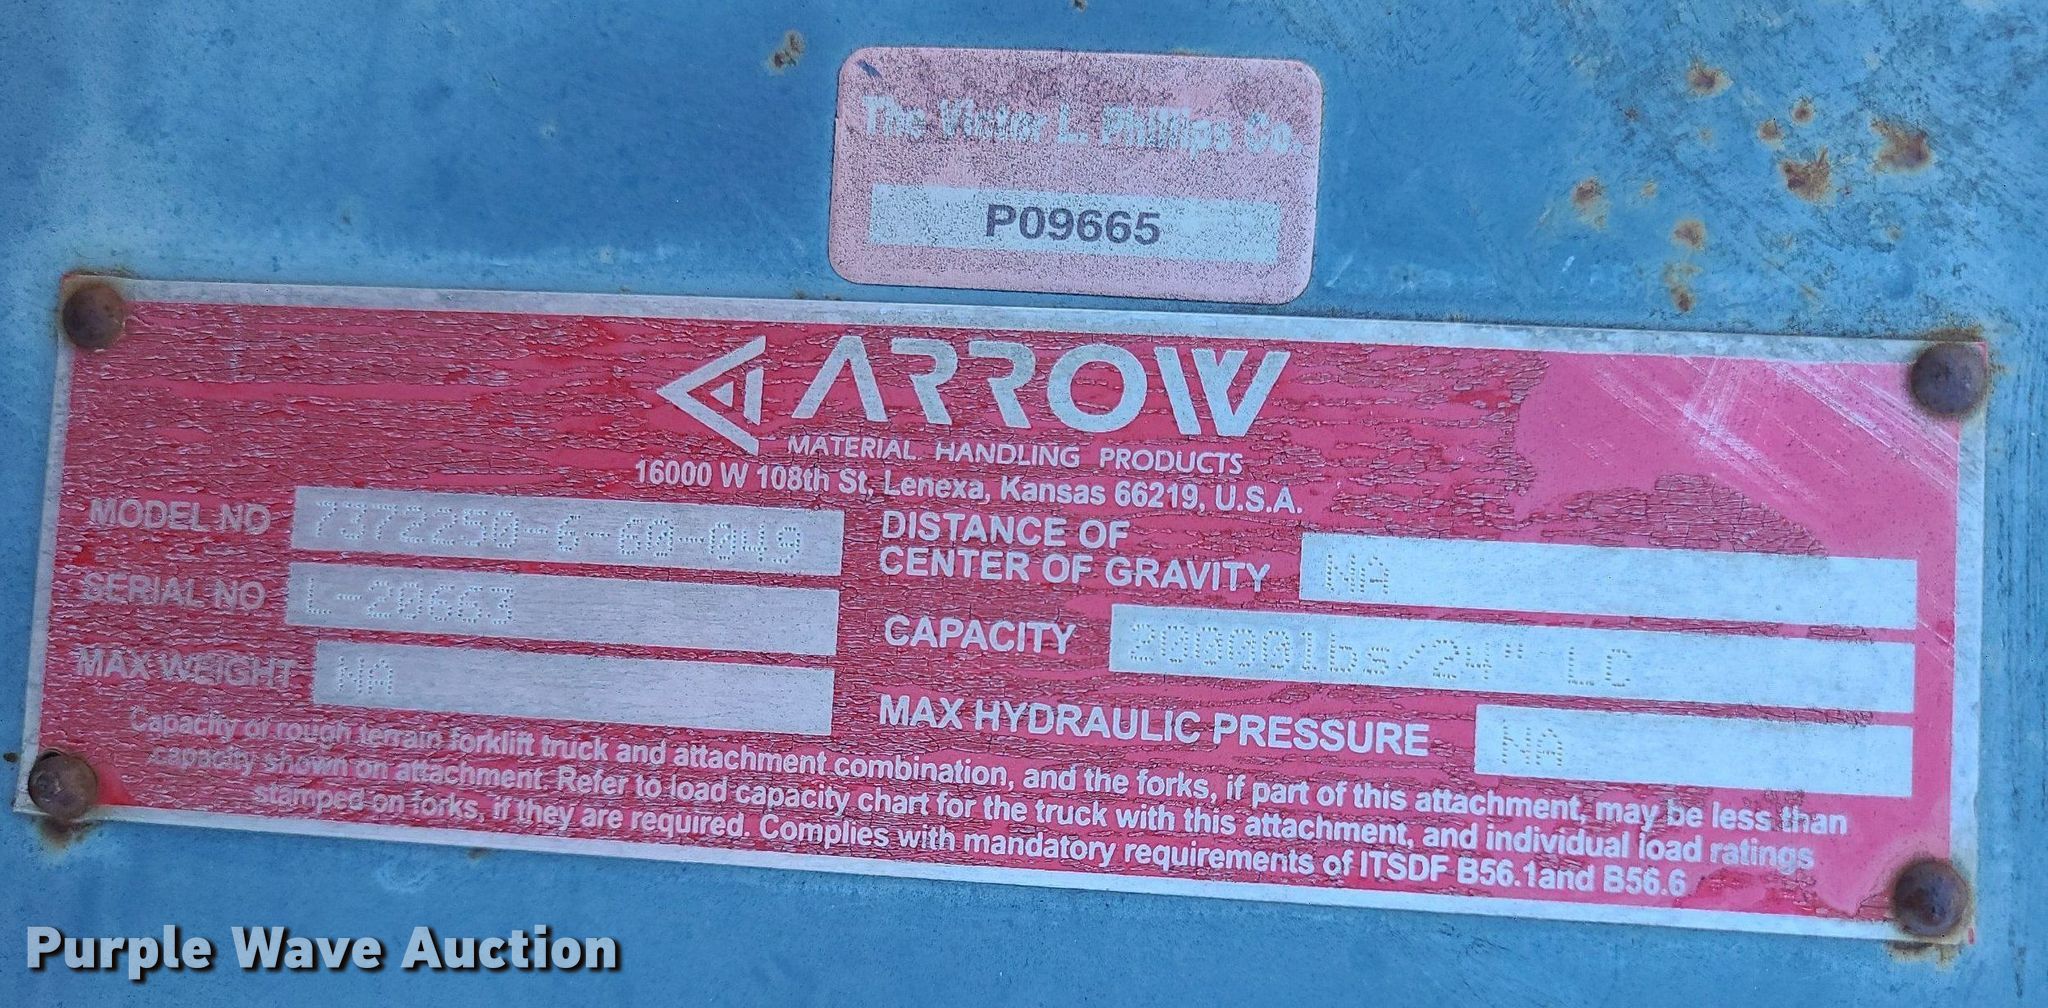 The Victor L. Phillips Co.
P09665
ARROW
MATERIAL HANDLING PRODUCTS
16000 W 108th St, Lenexa, Kansas 66219, U.S.A.
MODEL NO 7372250-6-60-049
SERIAL NO L-20663
MAX WEIGHT NA
DISTANCE OF
CENTER OF GRAVITY NA
CAPACITY 20000lbs/24" LC
MAX HYDRAULIC PRESSURE NA
Capacity of rough terrain forklift truck and attachment combination, and the forks, if part of this attachment, may be less than
capacity shown on attachment. Refer to load capacity chart for the truck with this attachment, and individual load ratings
stamped on forks, if they are required. Complies with mandatory requirements of ITSDF B56.1and B56.6
Purple Wave Auction